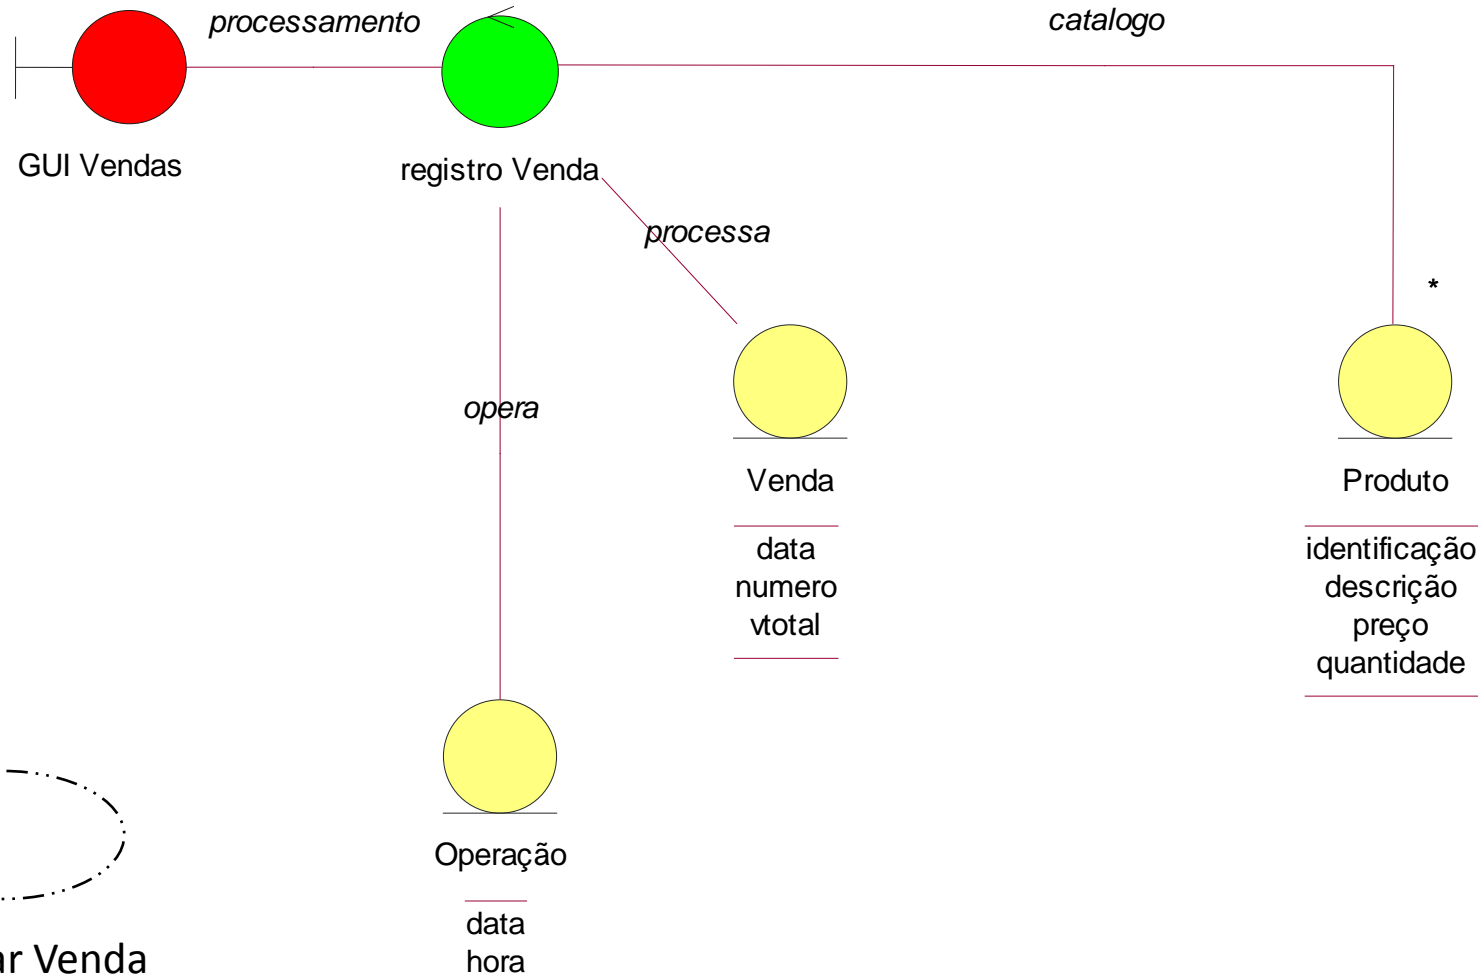 processamento
catalogo
GUI Vendas
registro Venda
processa
*
opera
Venda
data
numero
vtotal
Produto
identificação
descrição
preço
quantidade
Operação
data
hora
Venda